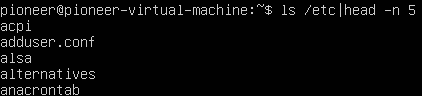 pioneer@pioneer-virtual-machine:~$ ls /etc|head -n 5
acpi
adduser.conf
alsa
alternatives
anacrontab